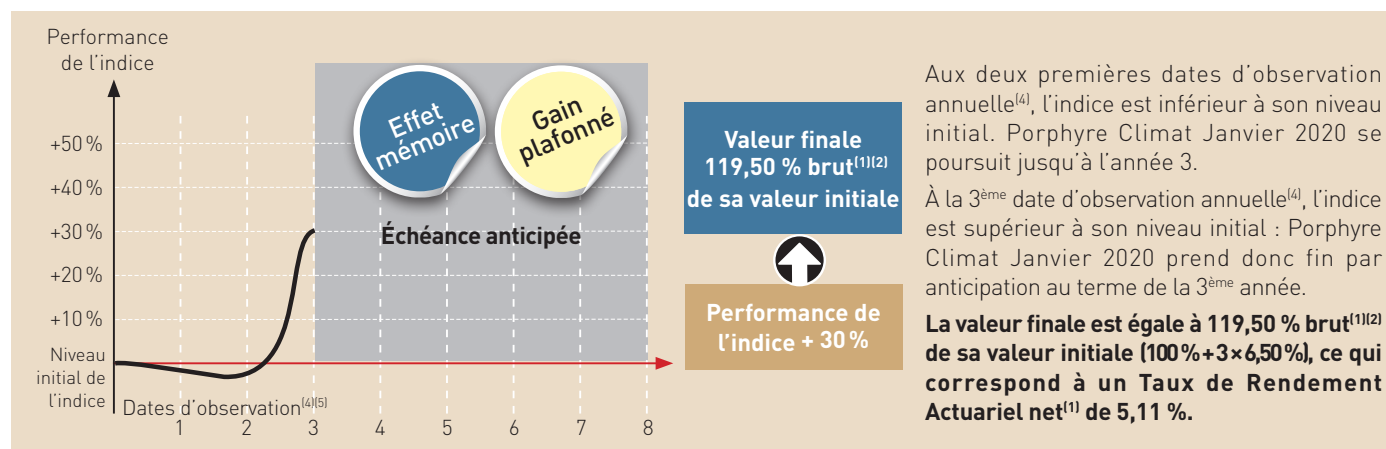 Performance
de l'indice
+50 %
+40 %
+30 %
+20 %
+10 %
Niveau
initial de
l'indice
Dates d'observation(4)(5)
1 2 3 4 5 6 7 8
Effet
mémoire
Gain
plafonné
Échéance anticipée
Valeur finale
119,50 % brut(1)(2)
de sa valeur initiale
Performance de
l'indice + 30 %
Aux deux premières dates d'observation
annuelle(4), l'indice est inférieur à son niveau
initial. Porphyre Climat Janvier 2020 se
poursuit jusqu'à l'année 3.
À la 3ème date d'observation annuelle(4), l'indice
est supérieur à son niveau initial : Porphyre
Climat Janvier 2020 prend donc fin par
anticipation au terme de la 3ème année.
La valeur finale est égale à 119,50 % brut(1)(2)
de sa valeur initiale (100 % + 3 × 6,50 %), ce qui
correspond à un Taux de Rendement
Actuariel net(1) de 5,11 %.